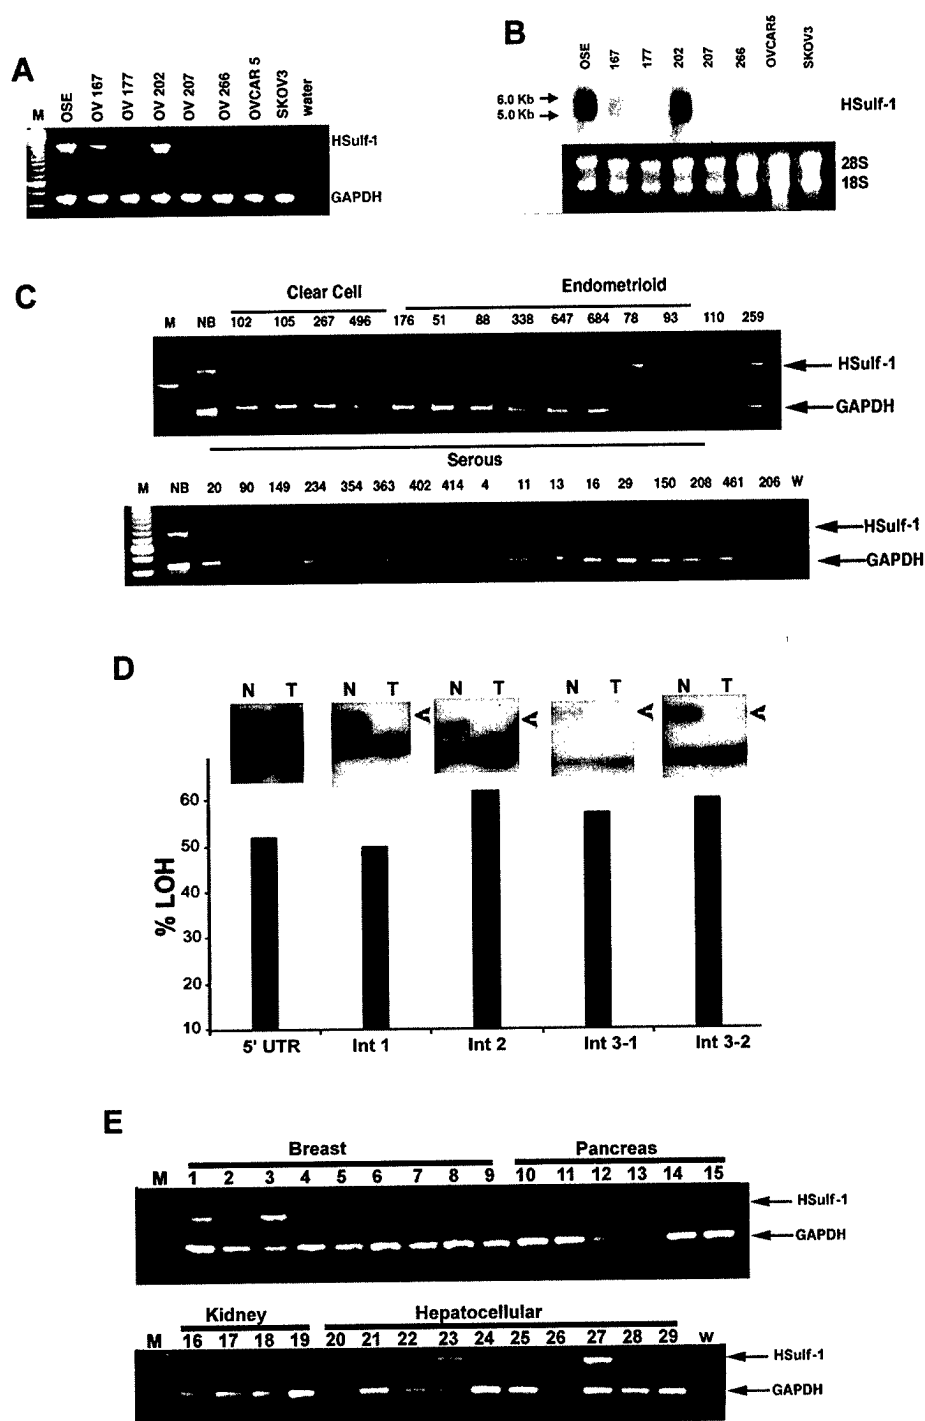 A
M OSE OV 167 OV 177 OV 202 OV 207 OV 266 OVCAR 5 SKOV3 water
HSulf-1
GAPDH
B
OSE 167 177 202 207 266 OVCAR5 SKOV3
6.0 Kb
5.0 Kb
HSulf-1
28S
18S
C
Clear Cell Endometrioid
M NB 102 105 267 496 176 51 88 338 647 684 78 93 110 259
HSulf-1
GAPDH
Serous
M NB 20 90 149 234 354 363 402 414 4 11 13 16 29 150 208 461 206 W
HSulf-1
GAPDH
D
N T N T N T N T N T
% LOH
60
50
40
30
20
10
5' UTR Int 1 Int 2 Int 3-1 Int 3-2
E
Breast Pancreas
M 1 2 3 4 5 6 7 8 9 10 11 12 13 14 15
HSulf-1
GAPDH
Kidney Hepatocellular
M 16 17 18 19 20 21 22 23 24 25 26 27 28 29 w
HSulf-1
GAPDH